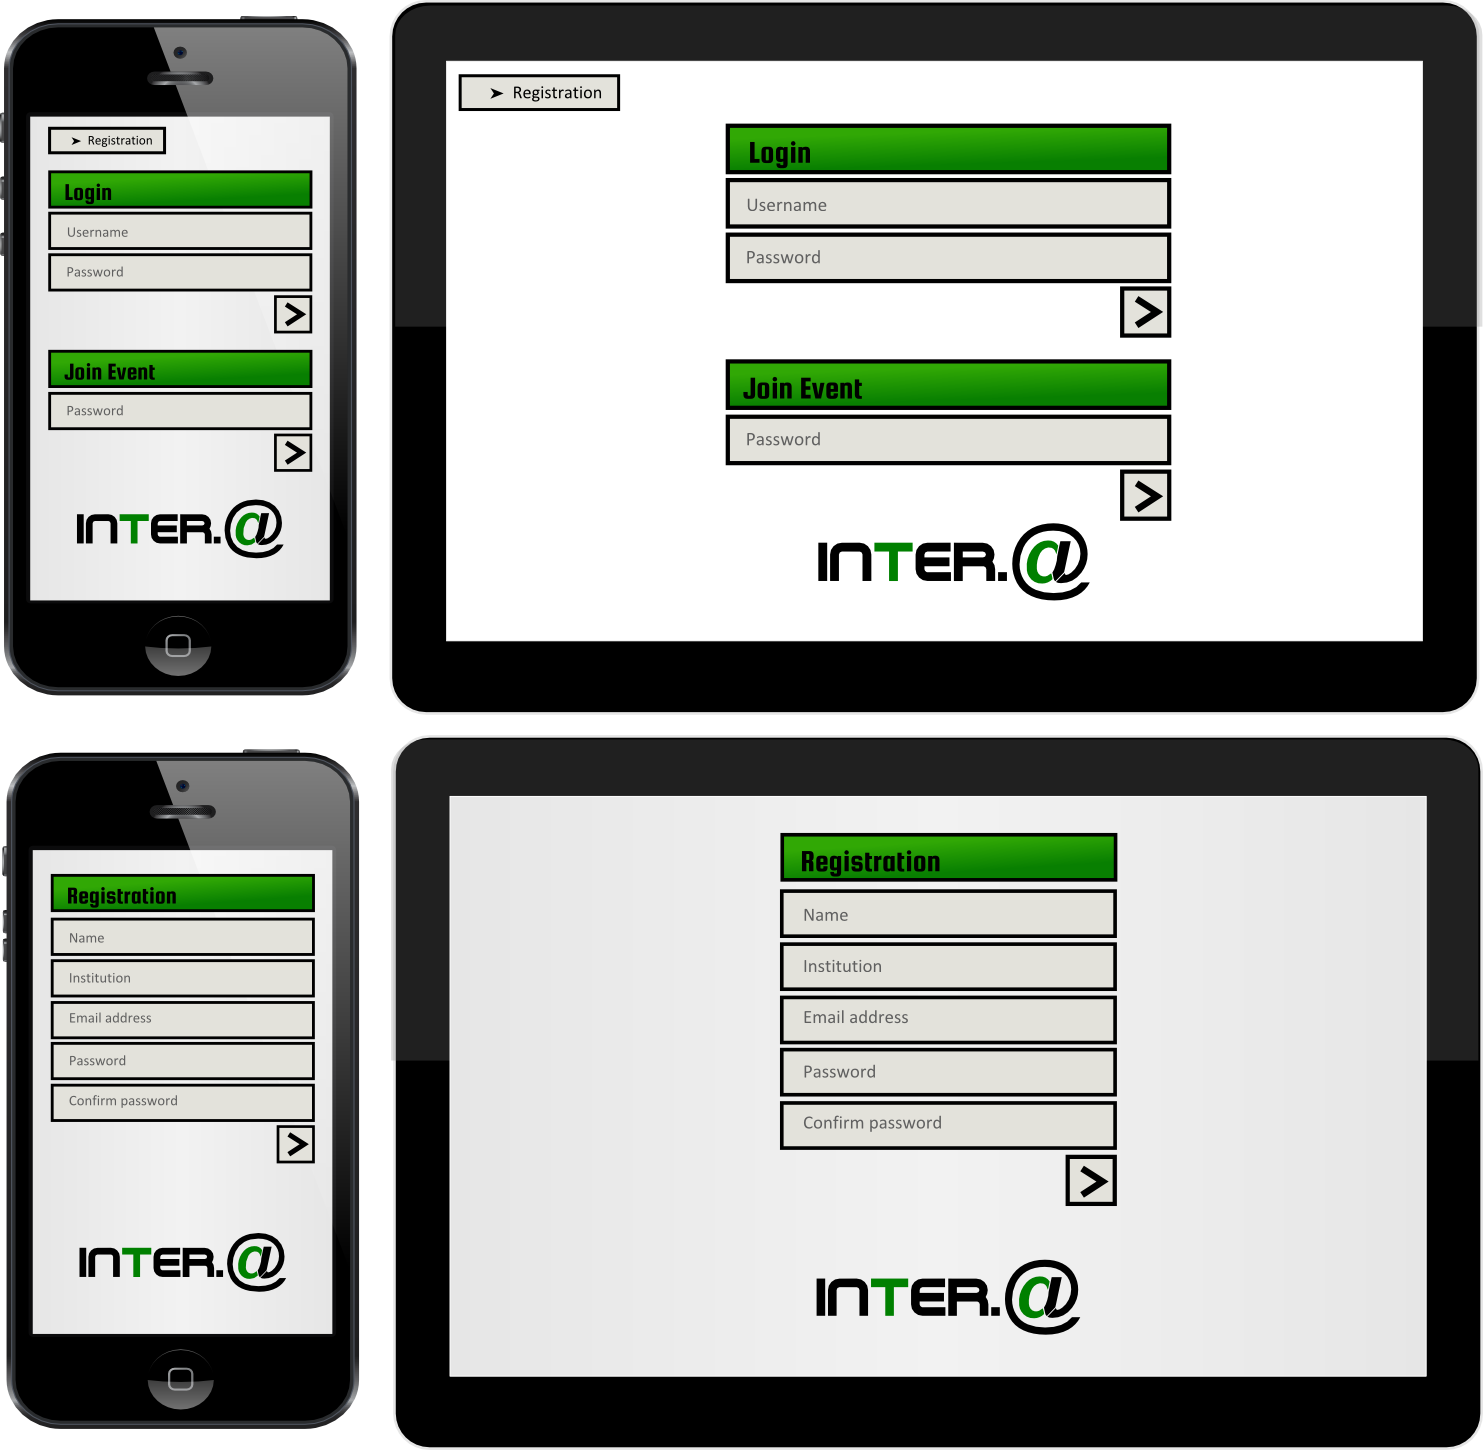 Registration
Login
Username
Password
Join Event
Password
INTER.@
Registration
Login
Username
Password
Join Event
Password
INTER.@
Registration
Name
Institution
Email address
Password
Confirm password
INTER.@
Registration
Name
Institution
Email address
Password
Confirm password
INTER.@